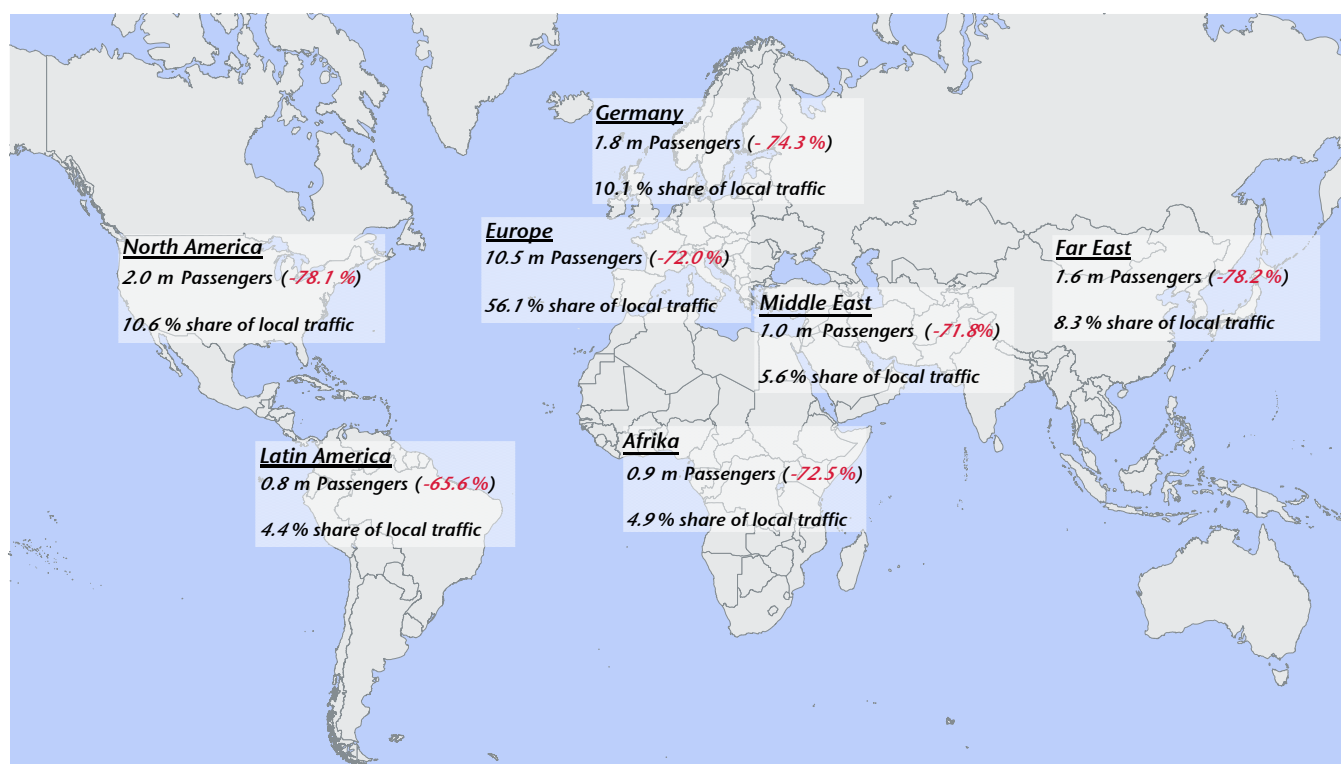 Germany
1.8 m Passengers (- 74.3 %)
10.1 % share of local traffic
Europe
10.5 m Passengers (-72.0 %)
56.1 % share of local traffic
North America
2.0 m Passengers (-78.1 %)
10.6 % share of local traffic
Far East
1.6 m Passengers (-78.2 %)
8.3 % share of local traffic
Middle East
1.0 m Passengers (-71.8%)
5.6 % share of local traffic
Latin America
0.8 m Passengers (-65.6 %)
4.4 % share of local traffic
Afrika
0.9 m Passengers (-72.5 %)
4.9 % share of local traffic